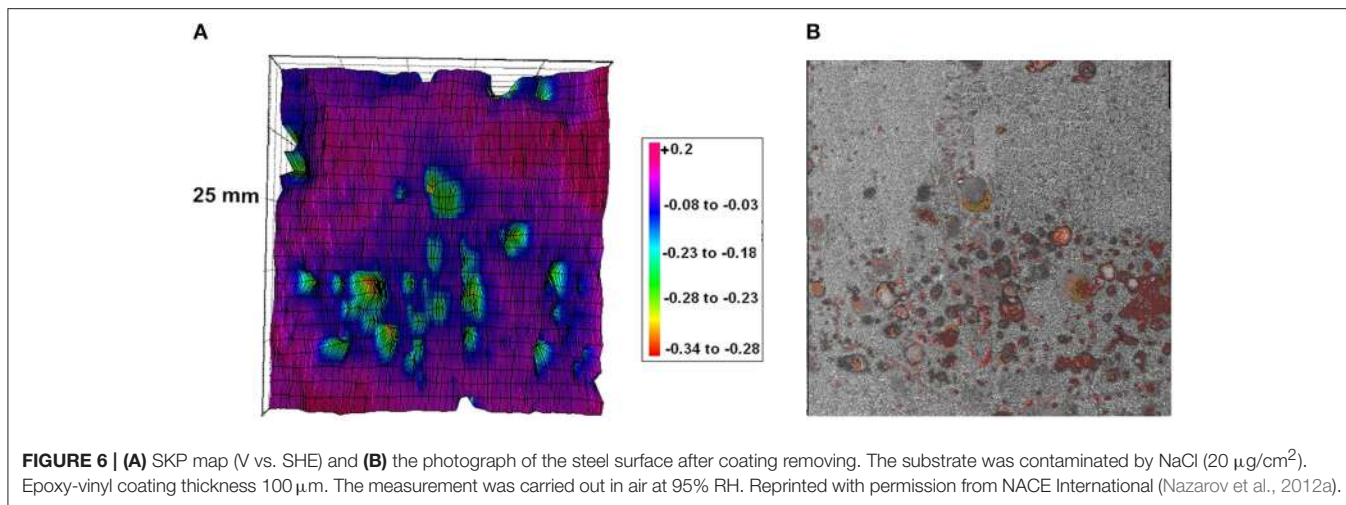 A
B
25 mm
+0.2
-0.08 to -0.03
-0.23 to -0.18
-0.28 to -0.23
-0.34 to -0.28
FIGURE 6 | (A) SKP map (V vs. SHE) and (B) the photograph of the steel surface after coating removing. The substrate was contaminated by NaCl (20 μg/cm²).
Epoxy-vinyl coating thickness 100 μm. The measurement was carried out in air at 95% RH. Reprinted with permission from NACE International (Nazarov et al., 2012a).